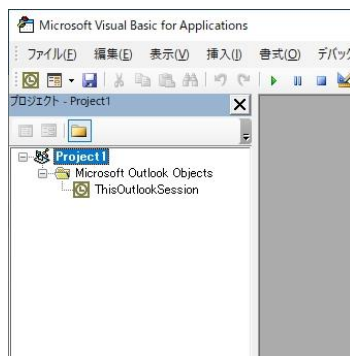 Microsoft Visual Basic for Applications
ファイル(F) 編集(E) 表示(V) 挿入(I) 書式(O) デバッ
プロジェクト - Project1
Project1
Microsoft Outlook Objects
ThisOutlookSession